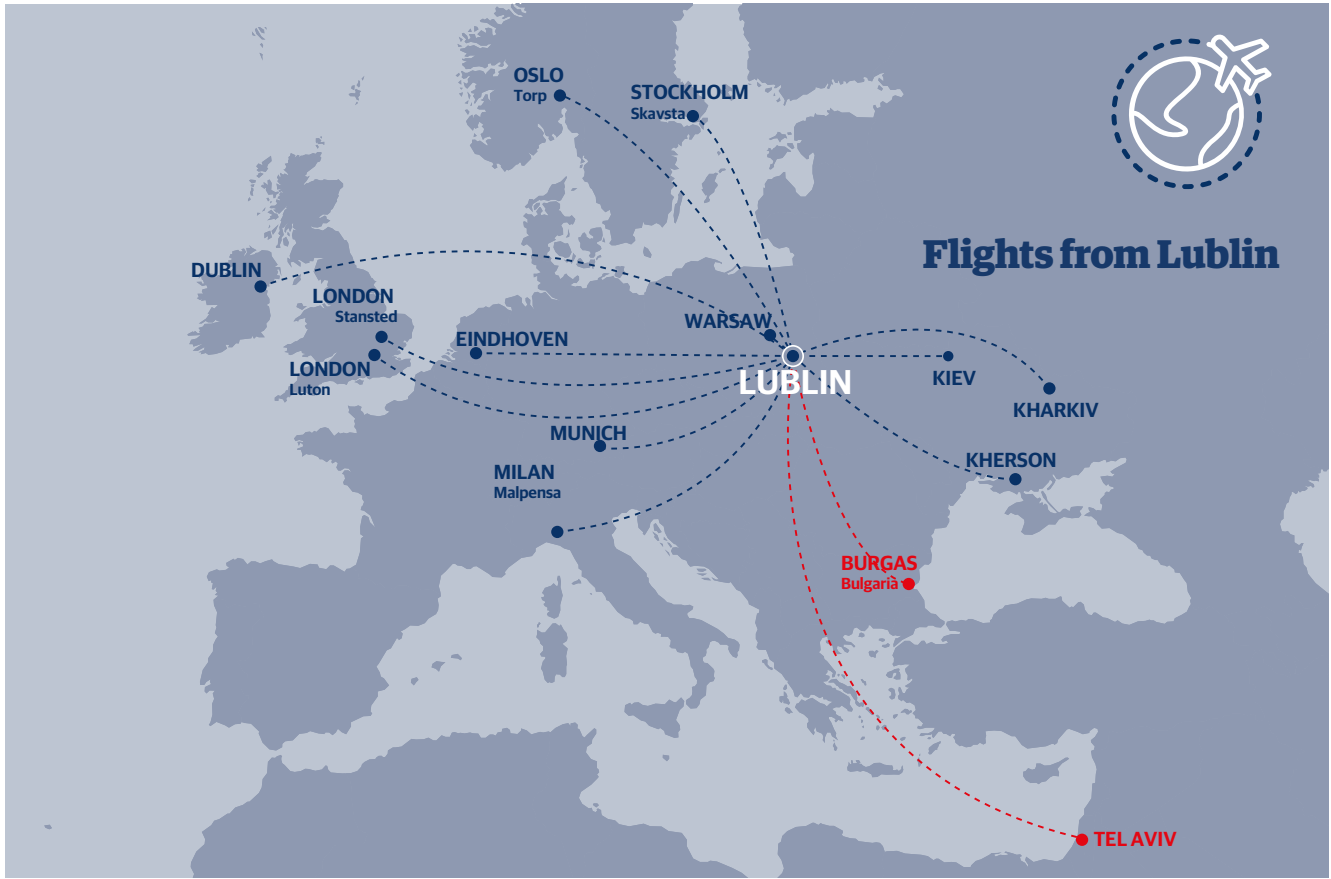 OSLO
Torp
STOCKHOLM
Skavsta
Flights from Lublin
DUBLIN
LONDON
Stansted
WARSAW
EINDHOVEN
LONDON
Luton
LUBLIN
KIEV
KHARKIV
MUNICH
KHERSON
MILAN
Malpensa
BURGAS
Bulgaria
TEL AVIV